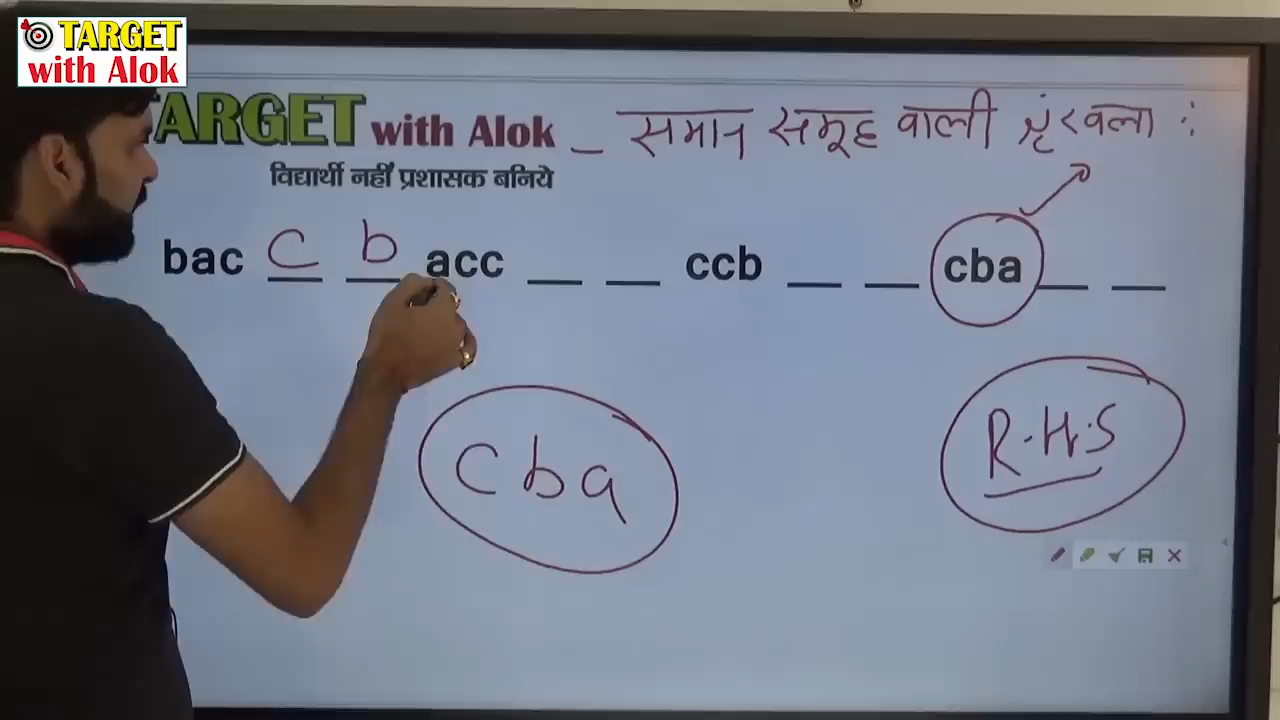 TARGET
with Alok
TARGET with Alok _ समान समूह वाली श्रृंखला :
विद्यार्थी नहीं प्रशासक बनिये
bac c b acc __ __ ccb __ __ cba __ __
cba
R.H.S